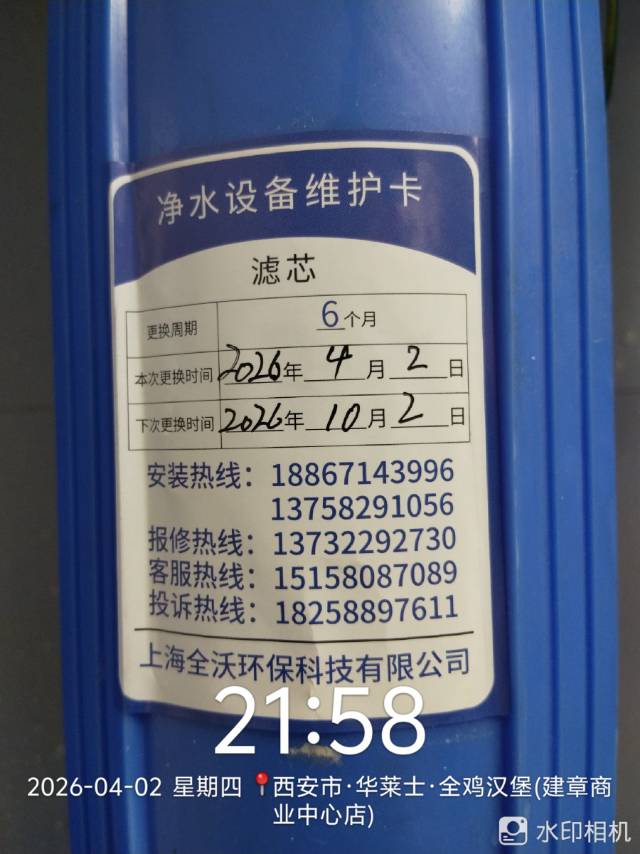 净水设备维护卡
滤芯
更换周期 6个月
本次更换时间 2026年 4 月 2 日
下次更换时间 2026年 10 月 2 日
安装热线：18867143996
13758291056
报修热线：13732292730
客服热线：15158087089
投诉热线：18258897611
上海全沃环保科技有限公司
21:58
2026-04-02 星期四 西安市·华莱士·全鸡汉堡(建章商
业中心店)
水印相机